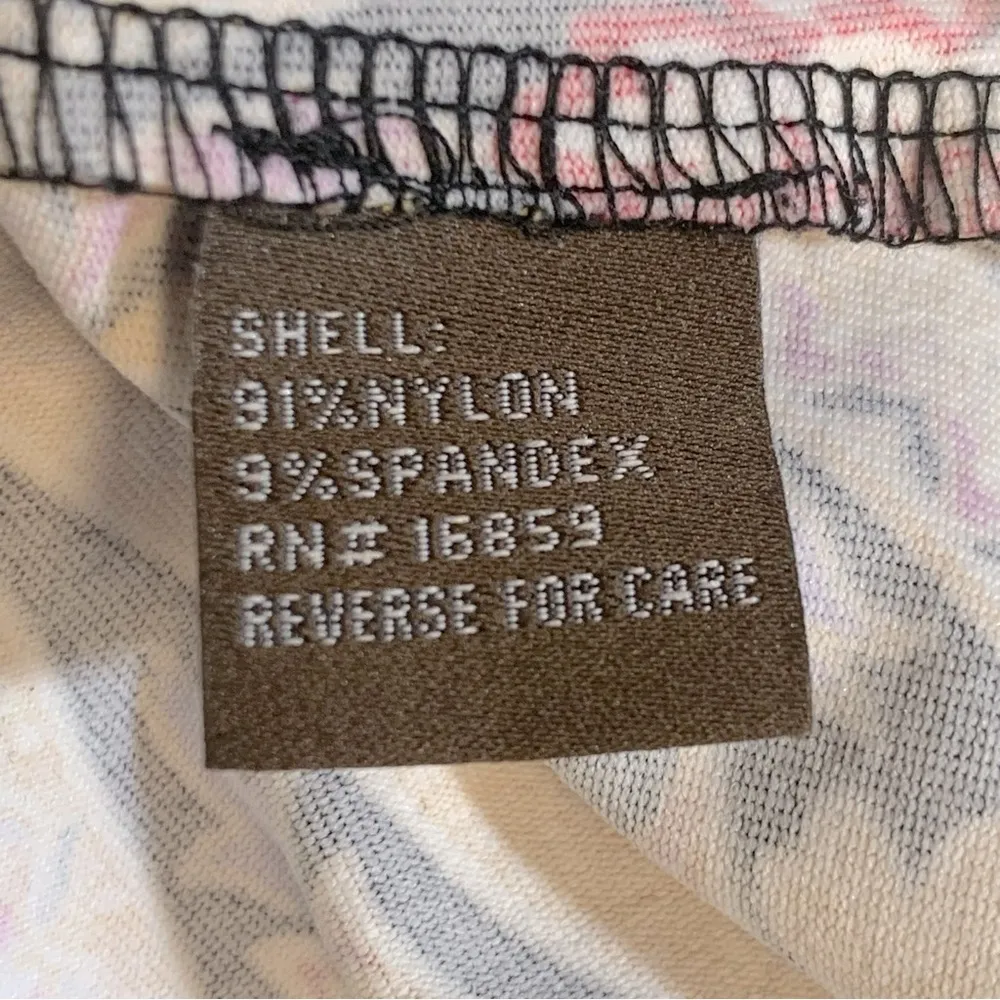 SHELL:
91%NYLON
9%SPANDEX
RN# 16859
REVERSE FOR CARE